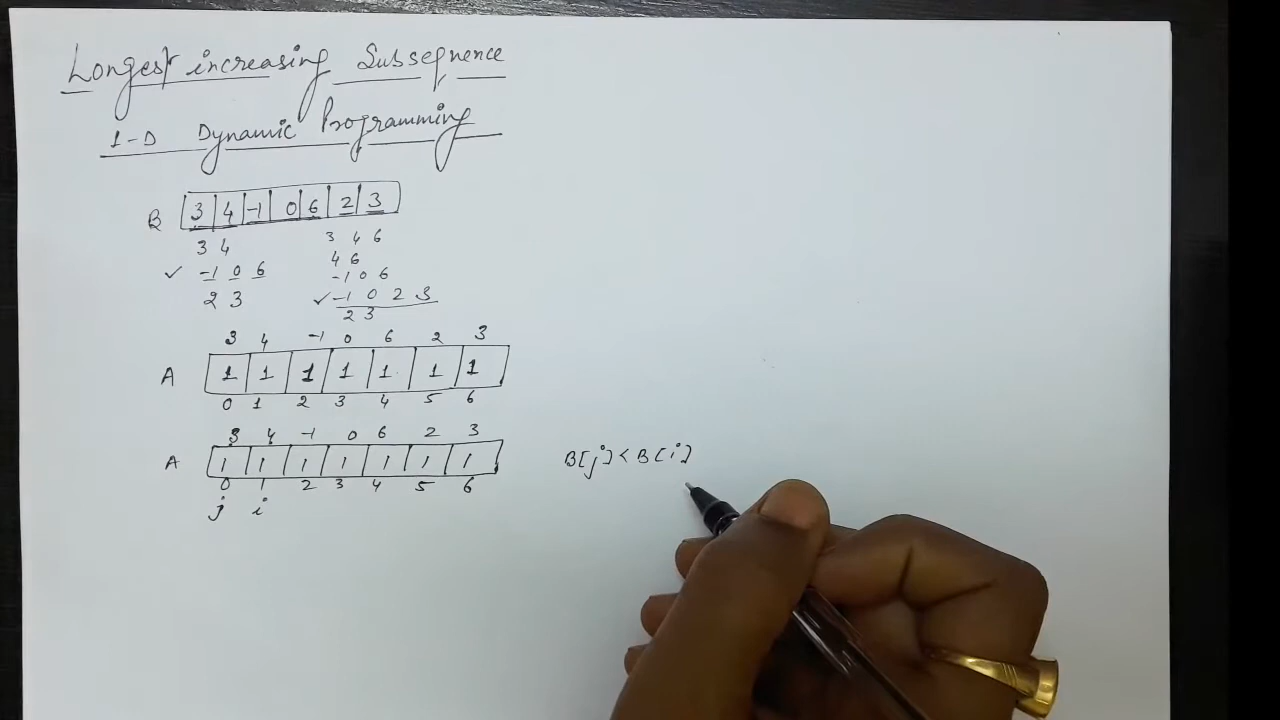 Longest increasing Subsequence
1-D Dynamic Programming
B 3 4 -1 0 6 2 3
3 4
3 4 6
4 6
✓ -1 0 6
-1 0 6
2 3
✓ -1 0 2 3
2 3
3 4 -1 0 6 2 3
A 1 1 1 1 1 1 1
0 1 2 3 4 5 6
3 4 -1 0 6 2 3
A 1 1 1 1 1 1 1
0 1 2 3 4 5 6
j i
B[j] < B[i]